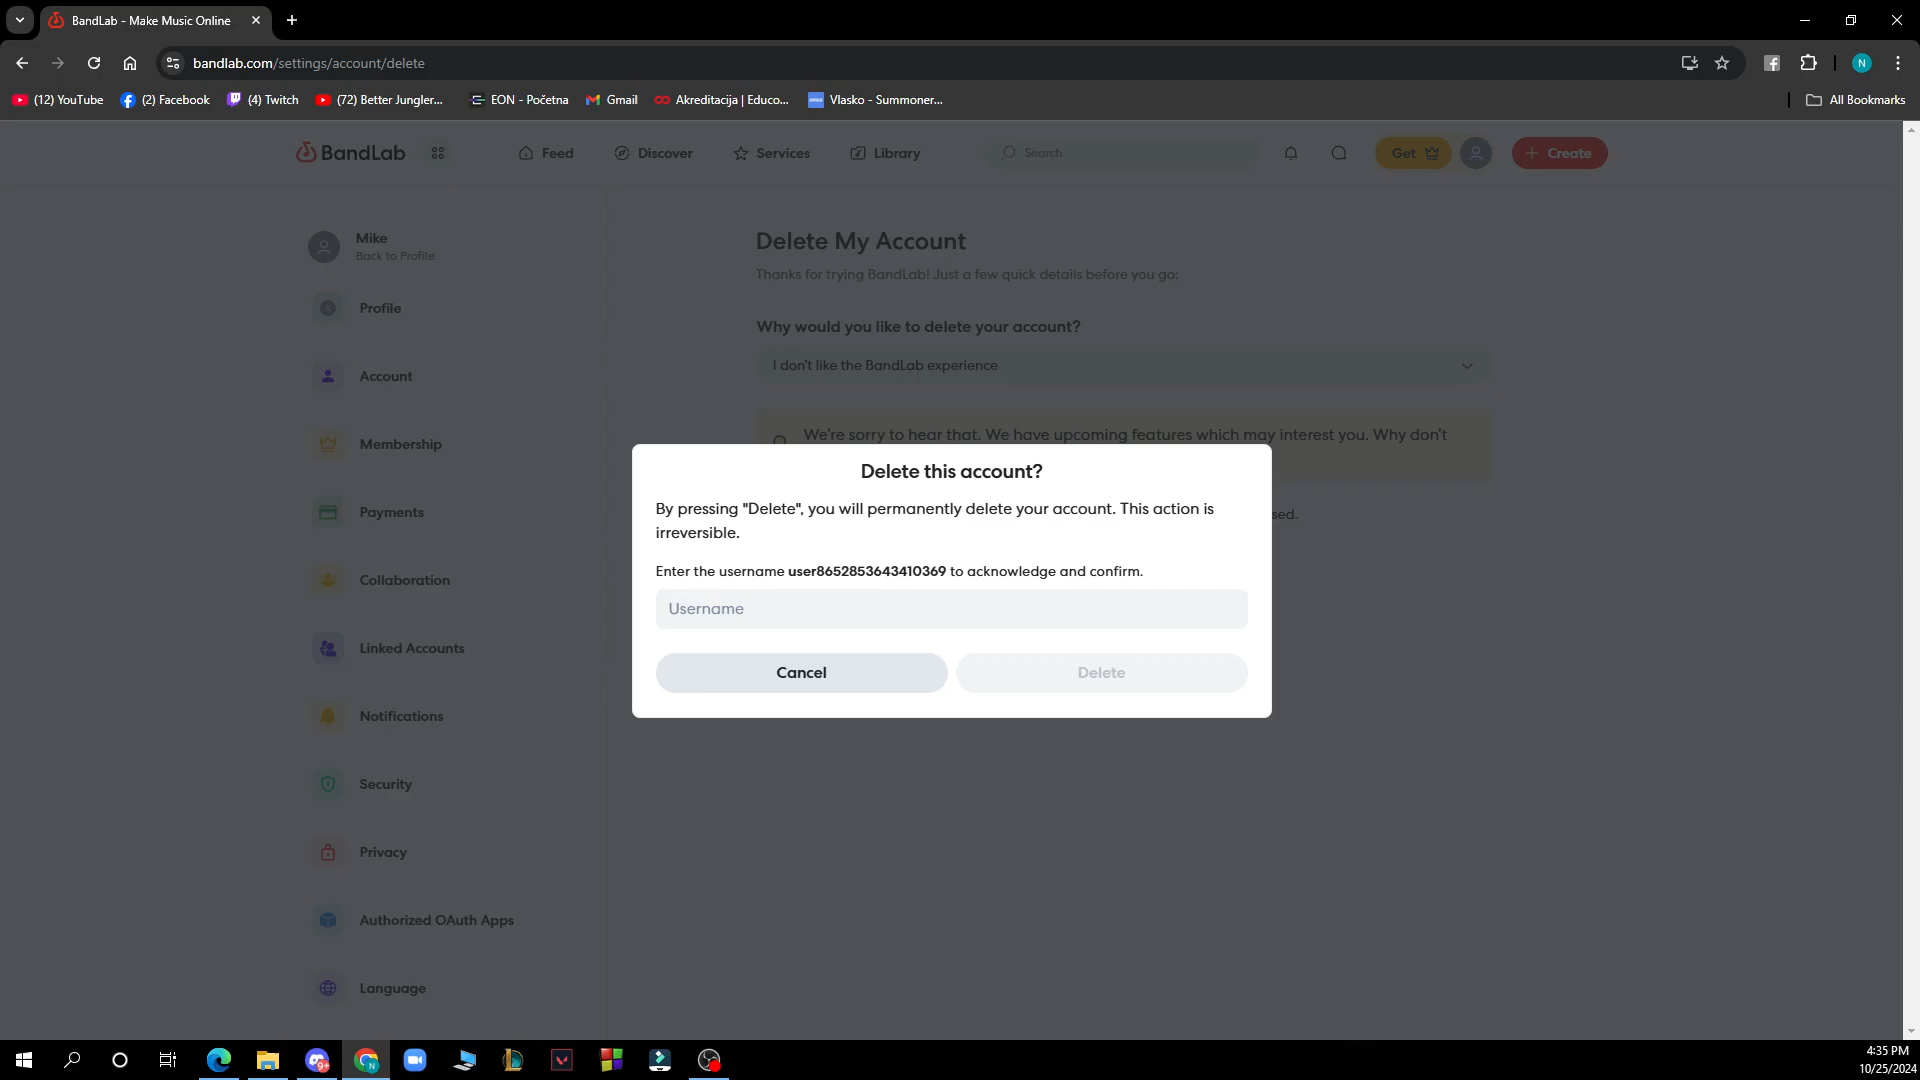 BandLab - Make Music Online
bandlab.com/settings/account/delete
(12) YouTube
(2) Facebook
(4) Twitch
(72) Better Jungler...
EON - Početna
Gmail
Akreditacija | Educo...
Vlasko - Summoner...
All Bookmarks
N
BandLab
Feed
Discover
Services
Library
Search
Get
Create
Mike
Back to Profile
Profile
Account
Membership
Payments
Collaboration
Linked Accounts
Notifications
Security
Privacy
Authorized OAuth Apps
Language
Delete My Account
Thanks for trying BandLab! Just a few quick details before you go:
Why would you like to delete your account?
I don't like the BandLab experience
We're sorry to hear that. We have upcoming features which may interest you. Why don't
sed.
Delete this account?
By pressing "Delete", you will permanently delete your account. This action is
irreversible.
Enter the username user8652853643410369 to acknowledge and confirm.
Username
Cancel
Delete
9+
N
4:35 PM
10/25/2024